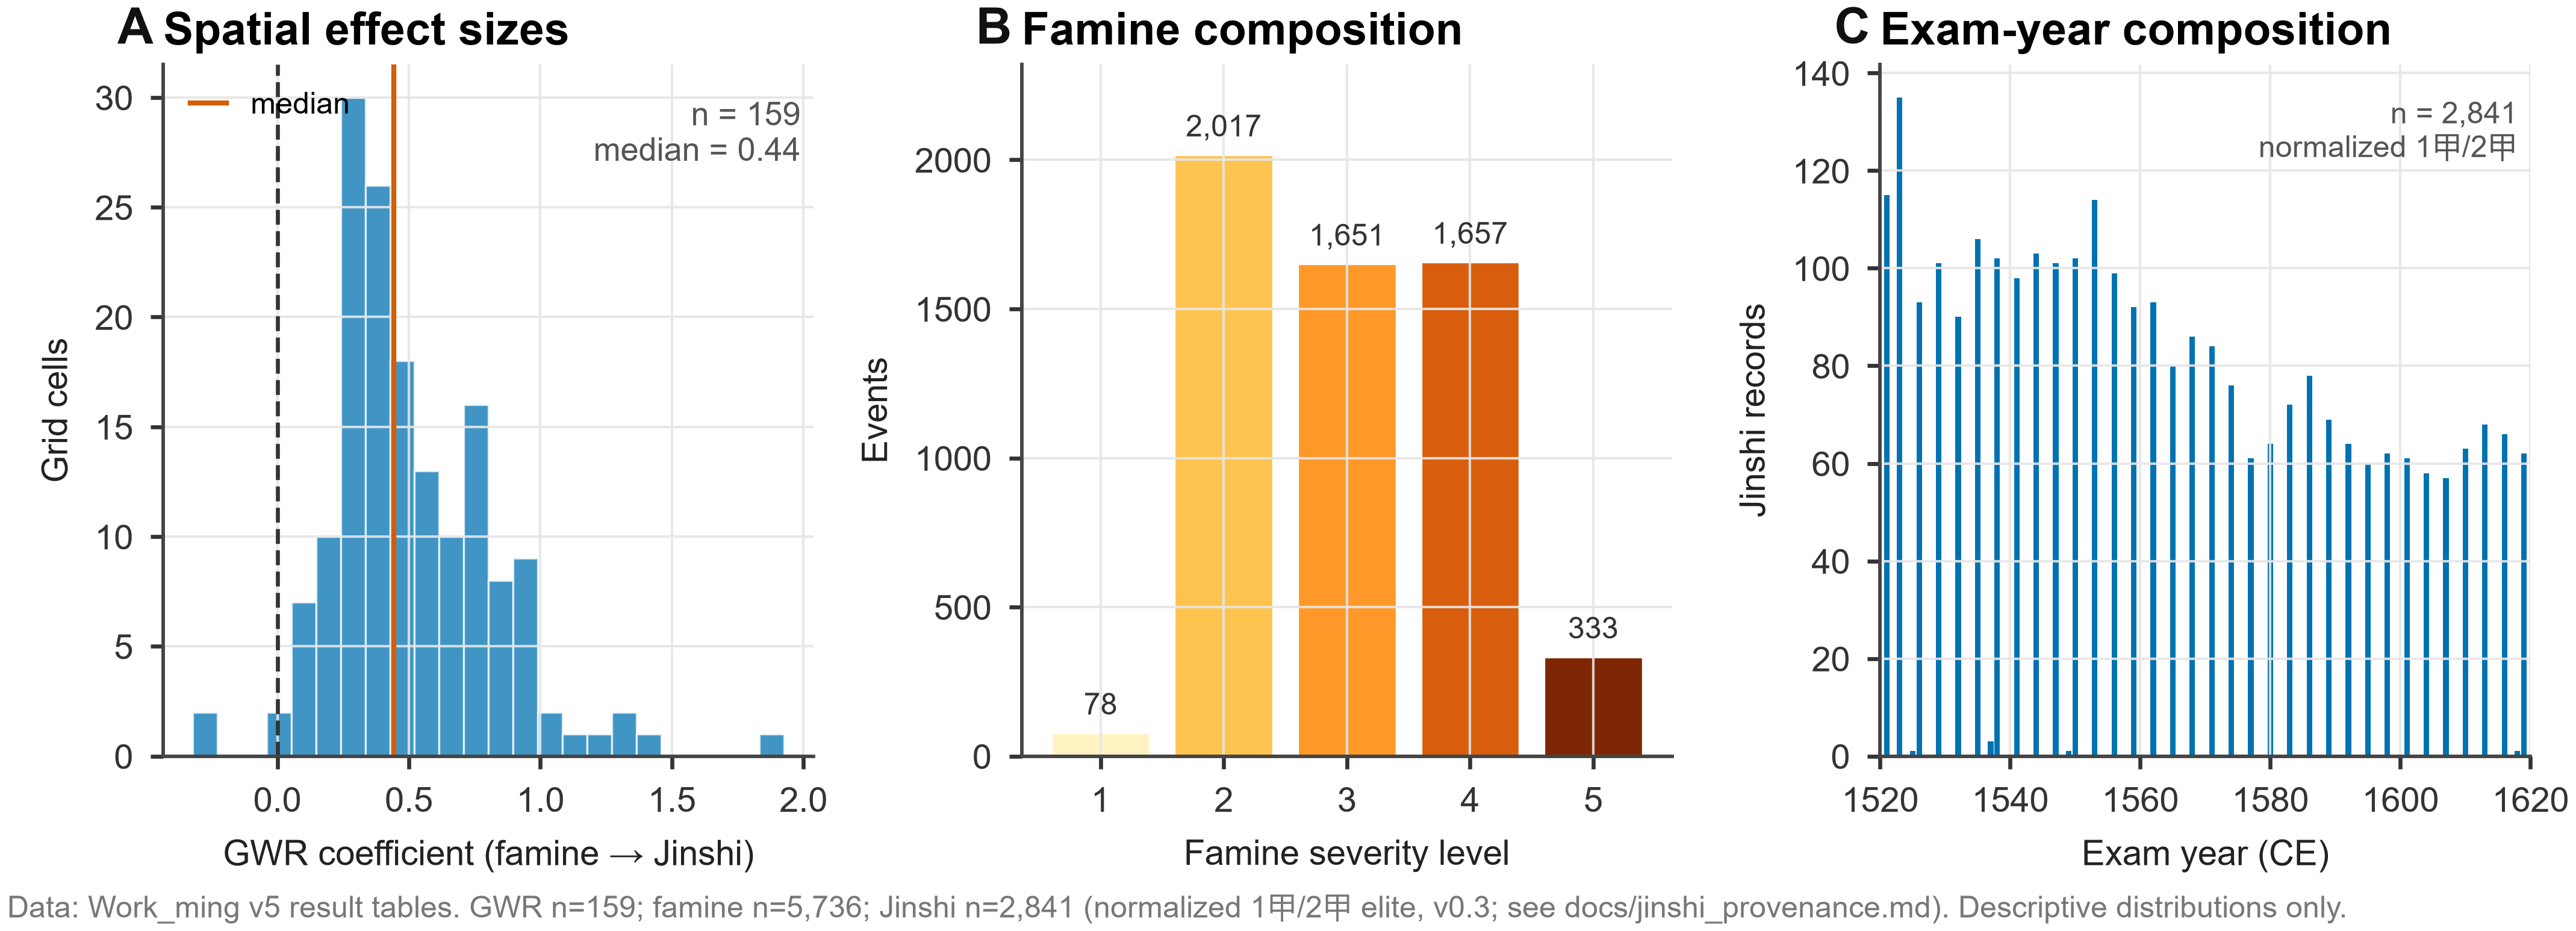 A Spatial effect sizes
30
25
20
15
10
5
0
Grid cells
median
n = 159
median = 0.44
0.0 0.5 1.0 1.5 2.0
GWR coefficient (famine → Jinshi)
B Famine composition
2000
1500
1000
500
0
Events
78
2,017
1,651
1,657
333
1 2 3 4 5
Famine severity level
C Exam-year composition
140
120
100
80
60
40
20
0
Jinshi records
n = 2,841
normalized 1甲/2甲
1520 1540 1560 1580 1600 1620
Exam year (CE)
Data: Work_ming v5 result tables. GWR n=159; famine n=5,736; Jinshi n=2,841 (normalized 1甲/2甲 elite, v0.3; see docs/jinshi_provenance.md). Descriptive distributions only.